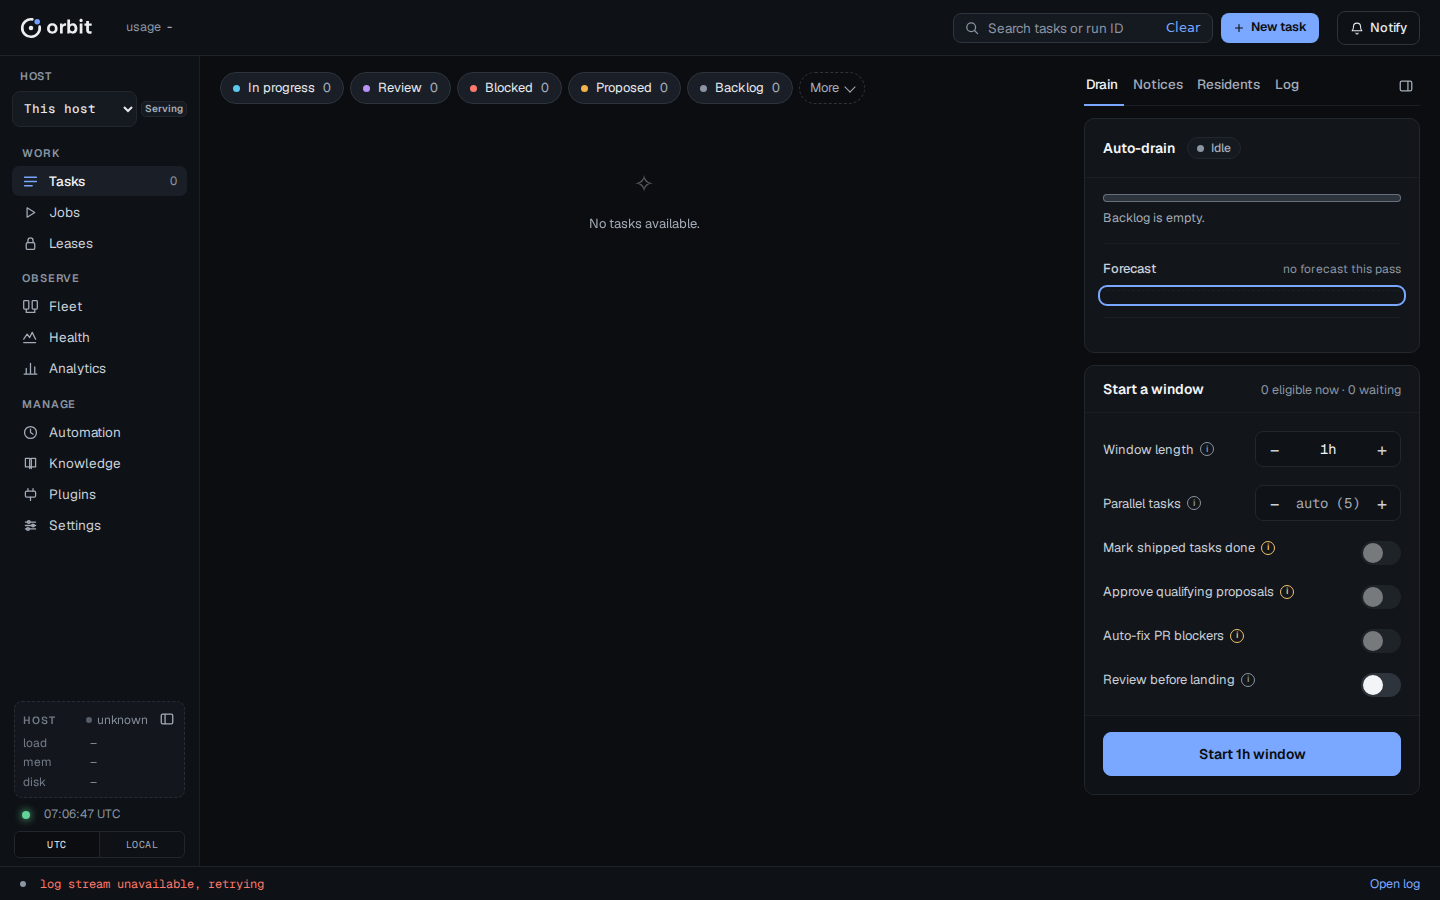 orbit
usage –
Search tasks or run ID
Clear
+ New task
Notify
HOST
This host
Serving
WORK
Tasks 0
Jobs
Leases
OBSERVE
Fleet
Health
Analytics
MANAGE
Automation
Knowledge
Plugins
Settings
HOST unknown
load –
mem –
disk –
07:06:47 UTC
UTC LOCAL
In progress 0
Review 0
Blocked 0
Proposed 0
Backlog 0
More
No tasks available.
Drain Notices Residents Log
Auto-drain Idle
Backlog is empty.
Forecast no forecast this pass
Start a window 0 eligible now · 0 waiting
Window length − 1h +
Parallel tasks − auto (5) +
Mark shipped tasks done
Approve qualifying proposals
Auto-fix PR blockers
Review before landing
Start 1h window
log stream unavailable, retrying
Open log